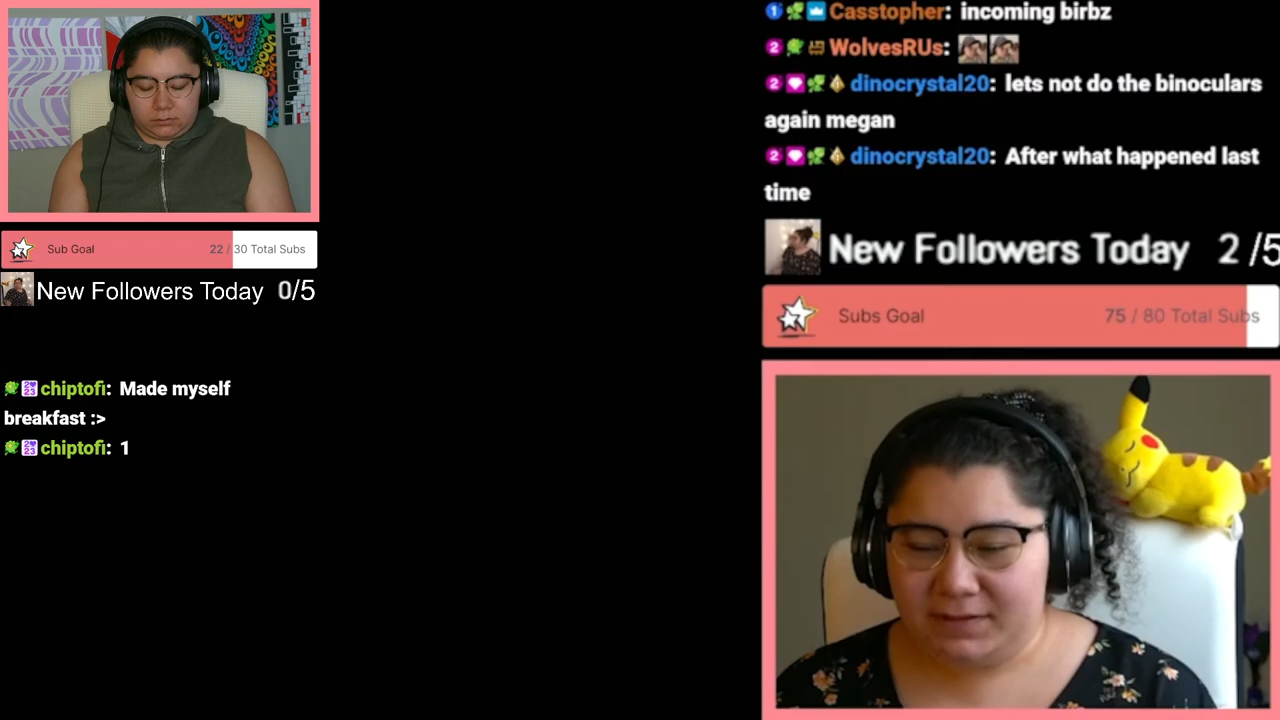 Sub Goal 22 / 30 Total Subs
New Followers Today 0/5
chiptofi: Made myself
breakfast :>
chiptofi: 1
Casstopher: incoming birbz
WolvesRUs:
dinocrystal20: lets not do the binoculars
again megan
dinocrystal20: After what happened last
time
New Followers Today 2 /5
Subs Goal 75 / 80 Total Subs